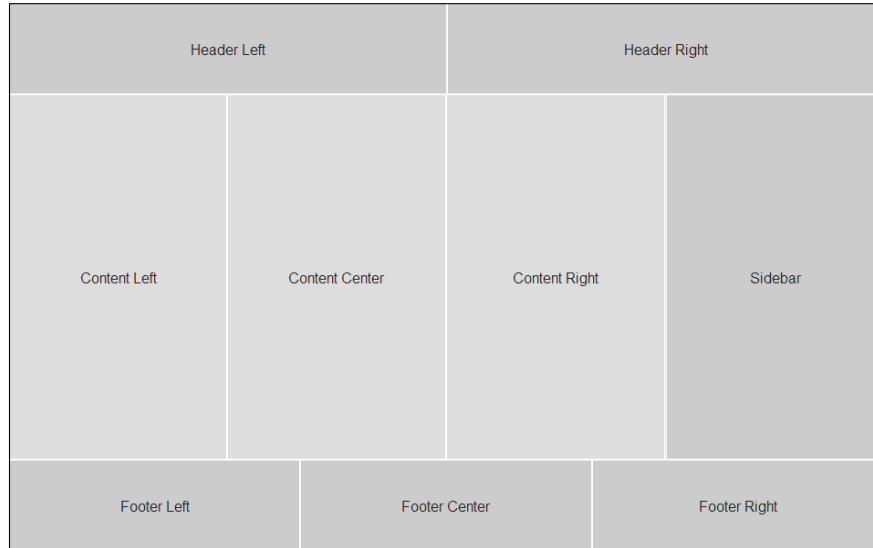 Header Left
Header Right
Content Left
Content Center
Content Right
Sidebar
Footer Left
Footer Center
Footer Right